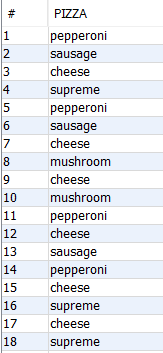 # PIZZA
1 pepperoni
2 sausage
3 cheese
4 supreme
5 pepperoni
6 sausage
7 cheese
8 mushroom
9 cheese
10 mushroom
11 pepperoni
12 cheese
13 sausage
14 pepperoni
15 cheese
16 supreme
17 cheese
18 supreme